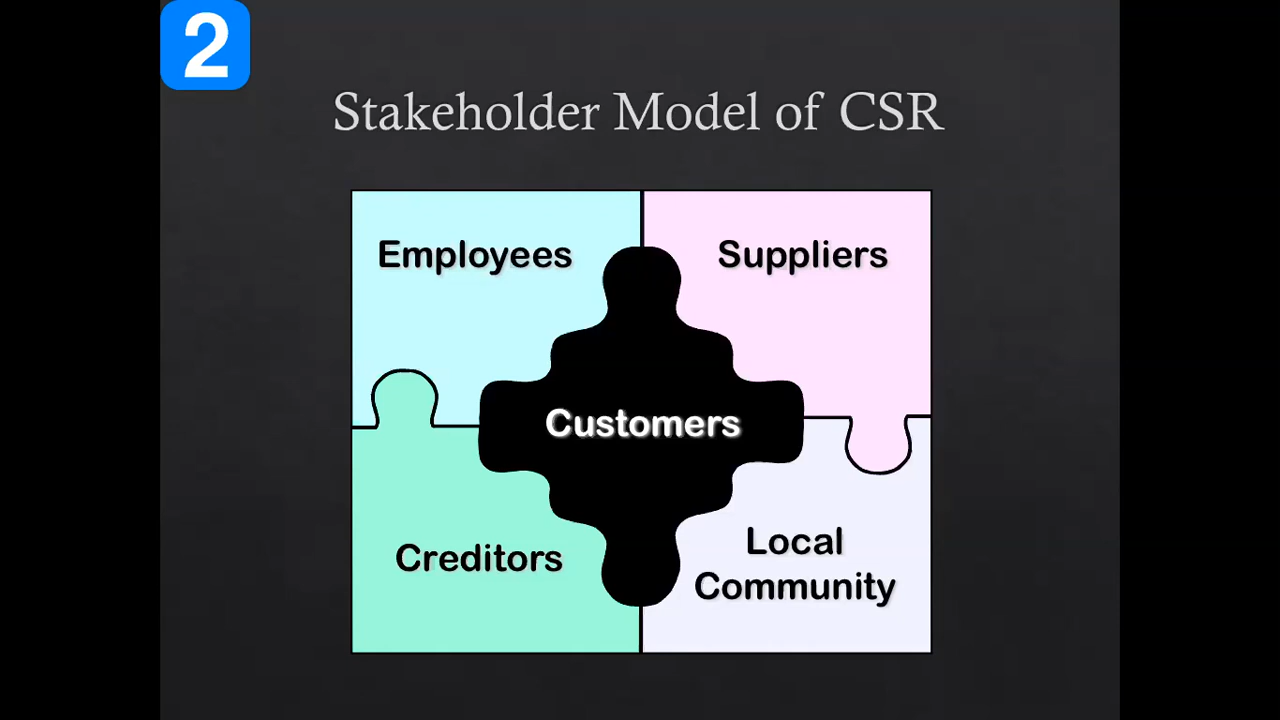 2
Stakeholder Model of CSR
Employees
Suppliers
Customers
Creditors
Local
Community